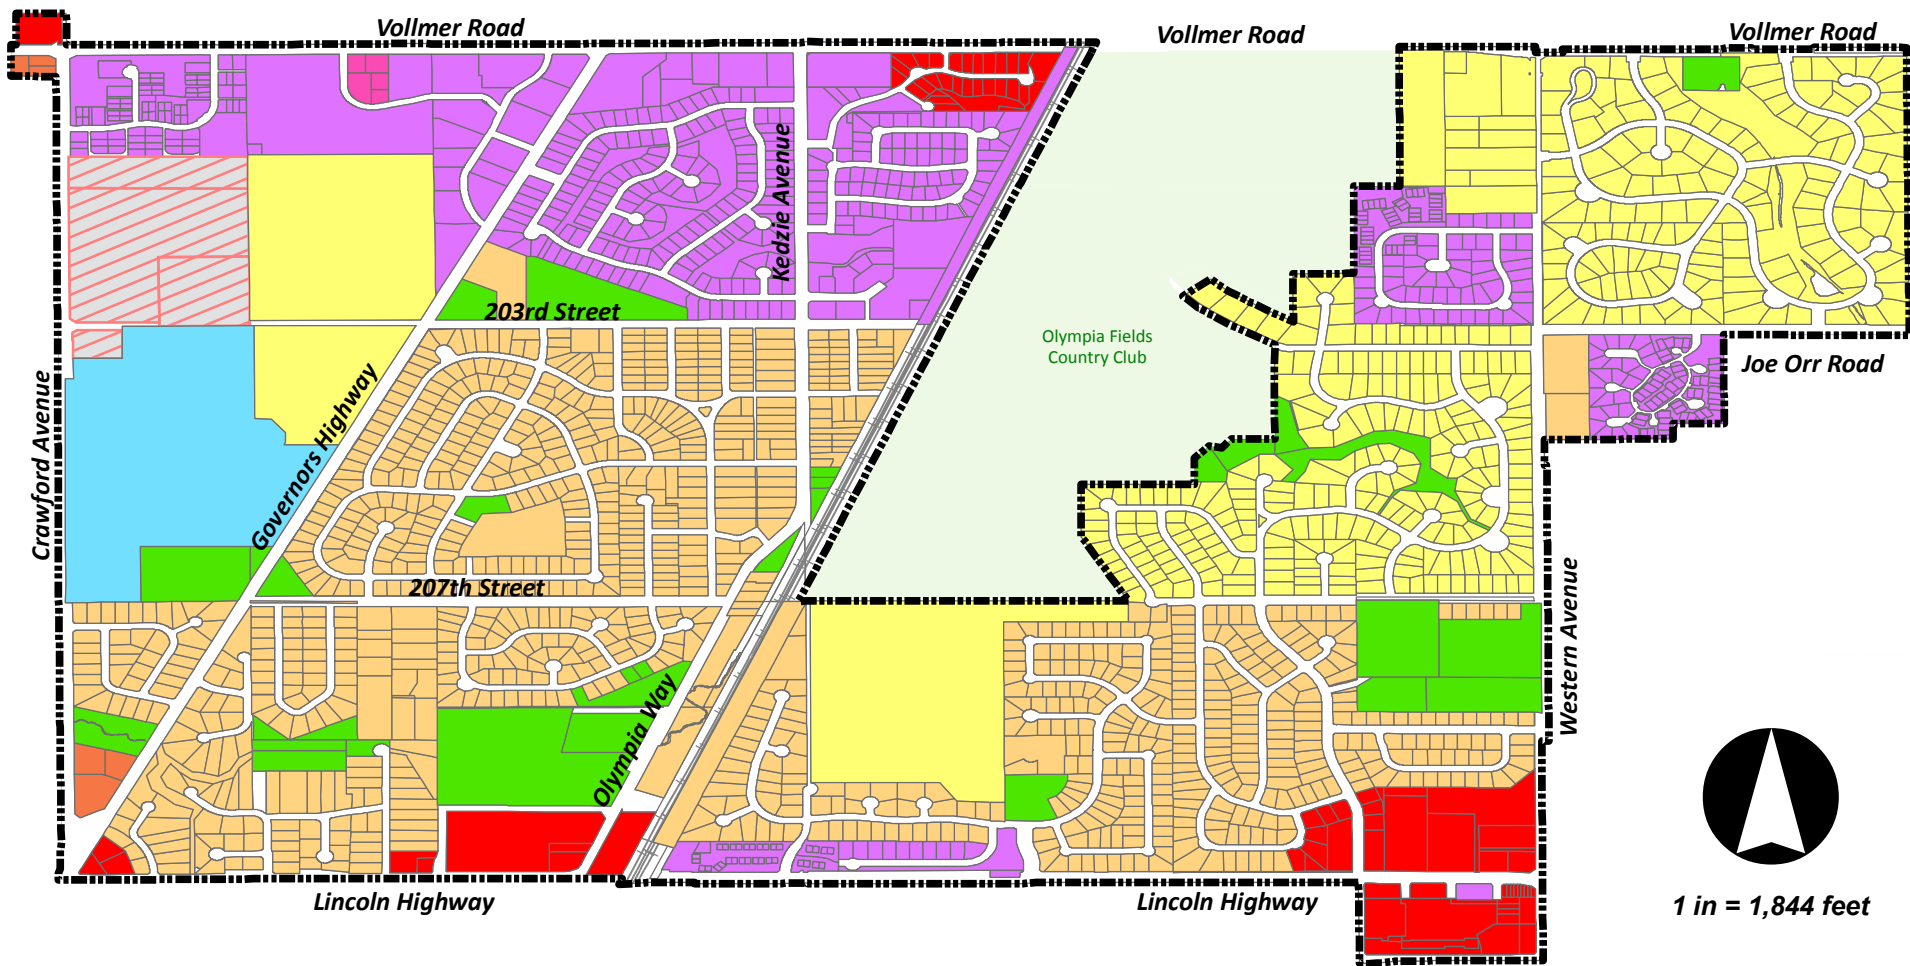 Vollmer Road
Vollmer Road
Vollmer Road
Kedzie Avenue
203rd Street
Olympia Fields
Country Club
Joe Orr Road
Crawford Avenue
Governors Highway
207th Street
Western Avenue
Olympia Way
Lincoln Highway
Lincoln Highway
1 in = 1,844 feet